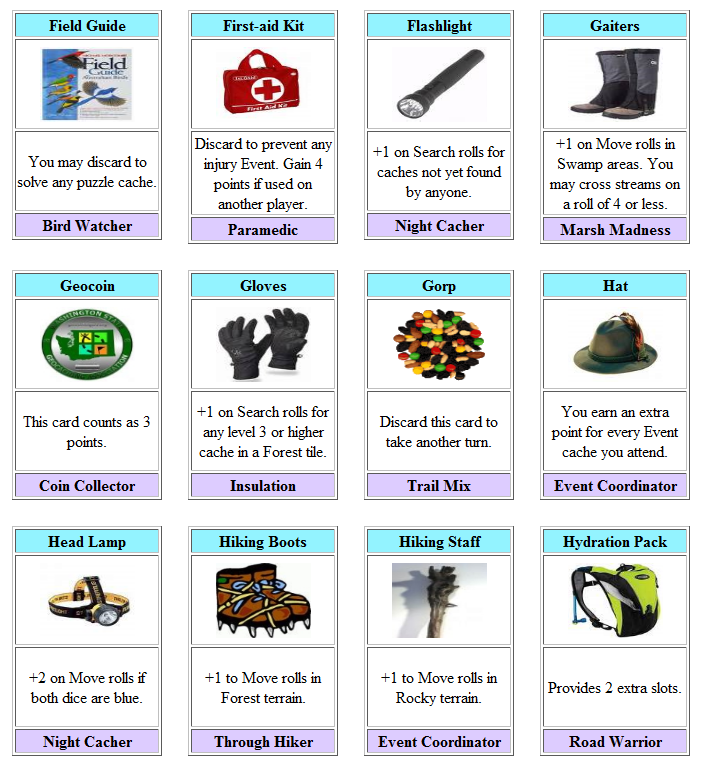 Field Guide
Field
Guide
You may discard to
solve any puzzle cache.
Bird Watcher
First-aid Kit
First Aid Kit
Discard to prevent any
injury Event. Gain 4
points if used on
another player.
Paramedic
Flashlight
+1 on Search rolls for
caches not yet found
by anyone.
Night Cacher
Gaiters
+1 on Move rolls in
Swamp areas. You
may cross streams on
a roll of 4 or less.
Marsh Madness
Geocoin
WASHINGTON STATE
This card counts as 3
points.
Coin Collector
Gloves
+1 on Search rolls for
any level 3 or higher
cache in a Forest tile.
Insulation
Gorp
Discard this card to
take another turn.
Trail Mix
Hat
You earn an extra
point for every Event
cache you attend.
Event Coordinator
Head Lamp
+2 on Move rolls if
both dice are blue.
Night Cacher
Hiking Boots
+1 to Move rolls in
Forest terrain.
Through Hiker
Hiking Staff
+1 to Move rolls in
Rocky terrain.
Event Coordinator
Hydration Pack
Provides 2 extra slots.
Road Warrior